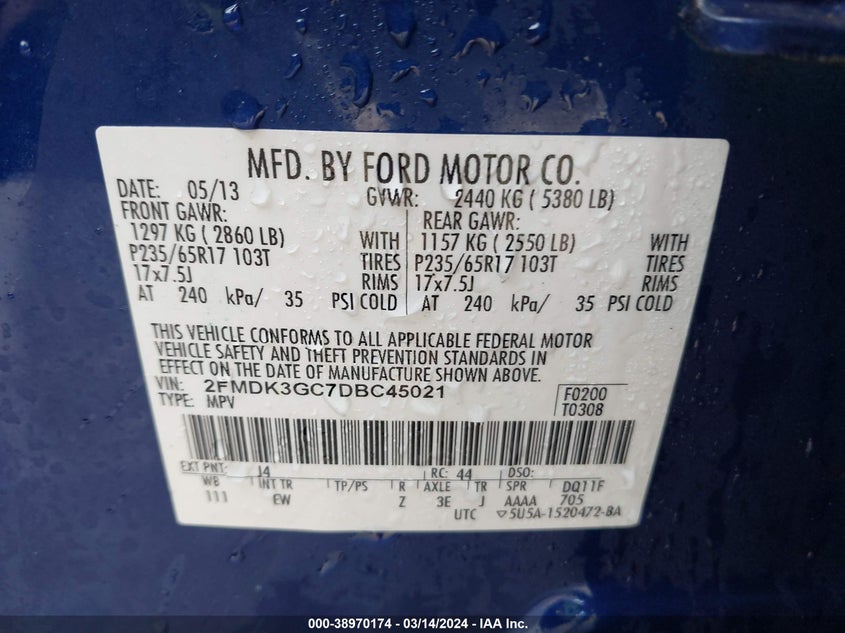 MFD. BY FORD MOTOR CO.
DATE: 05/13 GVWR: 2440 KG ( 5380 LB)
FRONT GAWR: REAR GAWR:
1297 KG ( 2860 LB) WITH 1157 KG ( 2550 LB) WITH
P235/65R17 103T TIRES P235/65R17 103T TIRES
17x7.5J RIMS 17x7.5J RIMS
AT 240 kPa/ 35 PSI COLD AT 240 kPa/ 35 PSI COLD
THIS VEHICLE CONFORMS TO ALL APPLICABLE FEDERAL MOTOR
VEHICLE SAFETY AND THEFT PREVENTION STANDARDS IN
EFFECT ON THE DATE OF MANUFACTURE SHOWN ABOVE.
VIN: 2FMDK3GC7DBC45021 F0200
TYPE: MPV T0308
EXT PNT: J4 RC: 44 DSO:
WB INT TR TP/PS R AXLE TR SPR DQ11F
111 EW Z 3E J AAAA 705
UTC ▽5U5A-1520472-BA
000-38970174 - 03/14/2024 - IAA Inc.